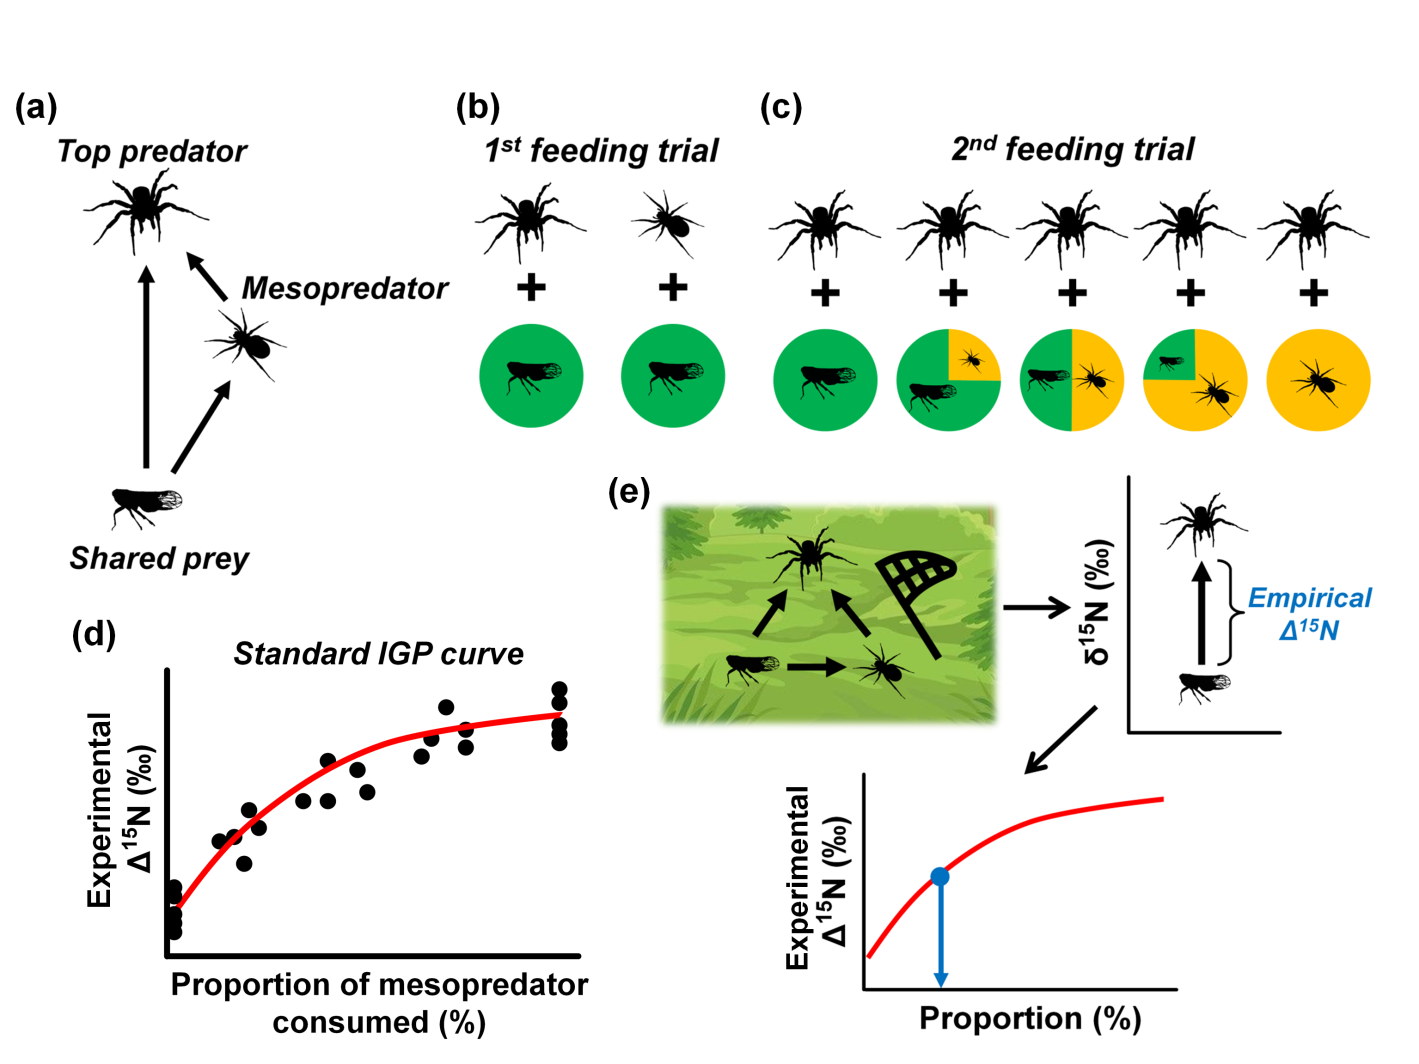 (a)
Top predator
Mesopredator
Shared prey
(b)
1st feeding trial
+ +
(c)
2nd feeding trial
+ + + + +
(d)
Standard IGP curve
Experimental
Δ15N (‰)
Proportion of mesopredator
consumed (%)
(e)
δ15N (‰)
Empirical
Δ15N
Experimental
Δ15N (‰)
Proportion (%)